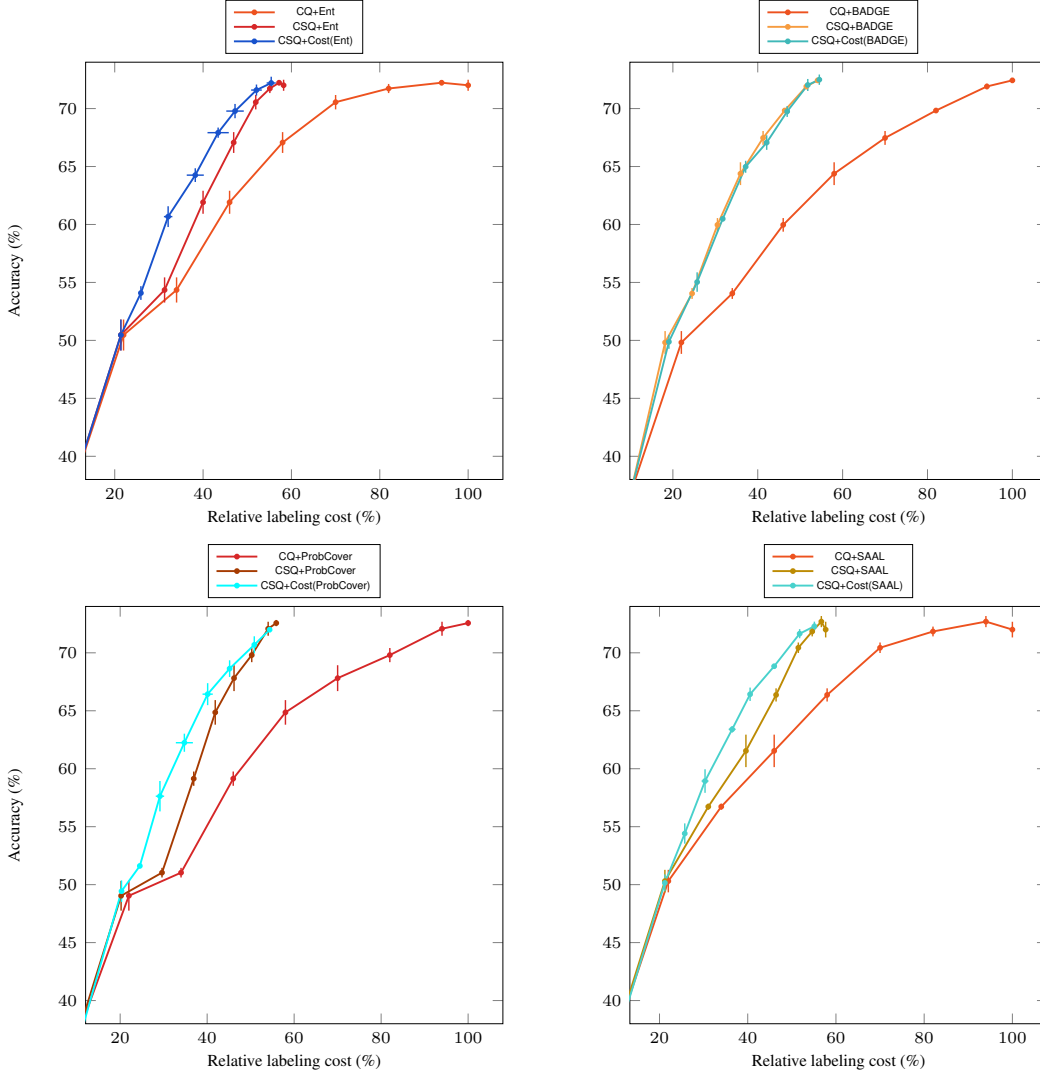 CQ+Ent
CSQ+Ent
CSQ+Cost(Ent)
CQ+BADGE
CSQ+BADGE
CSQ+Cost(BADGE)
70
65
60
55
50
45
40
Accuracy (%)
20 40 60 80 100
Relative labeling cost (%)
70
65
60
55
50
45
40
20 40 60 80 100
Relative labeling cost (%)
CQ+ProbCover
CSQ+ProbCover
CSQ+Cost(ProbCover)
CQ+SAAL
CSQ+SAAL
CSQ+Cost(SAAL)
70
65
60
55
50
45
40
Accuracy (%)
20 40 60 80 100
Relative labeling cost (%)
70
65
60
55
50
45
40
20 40 60 80 100
Relative labeling cost (%)